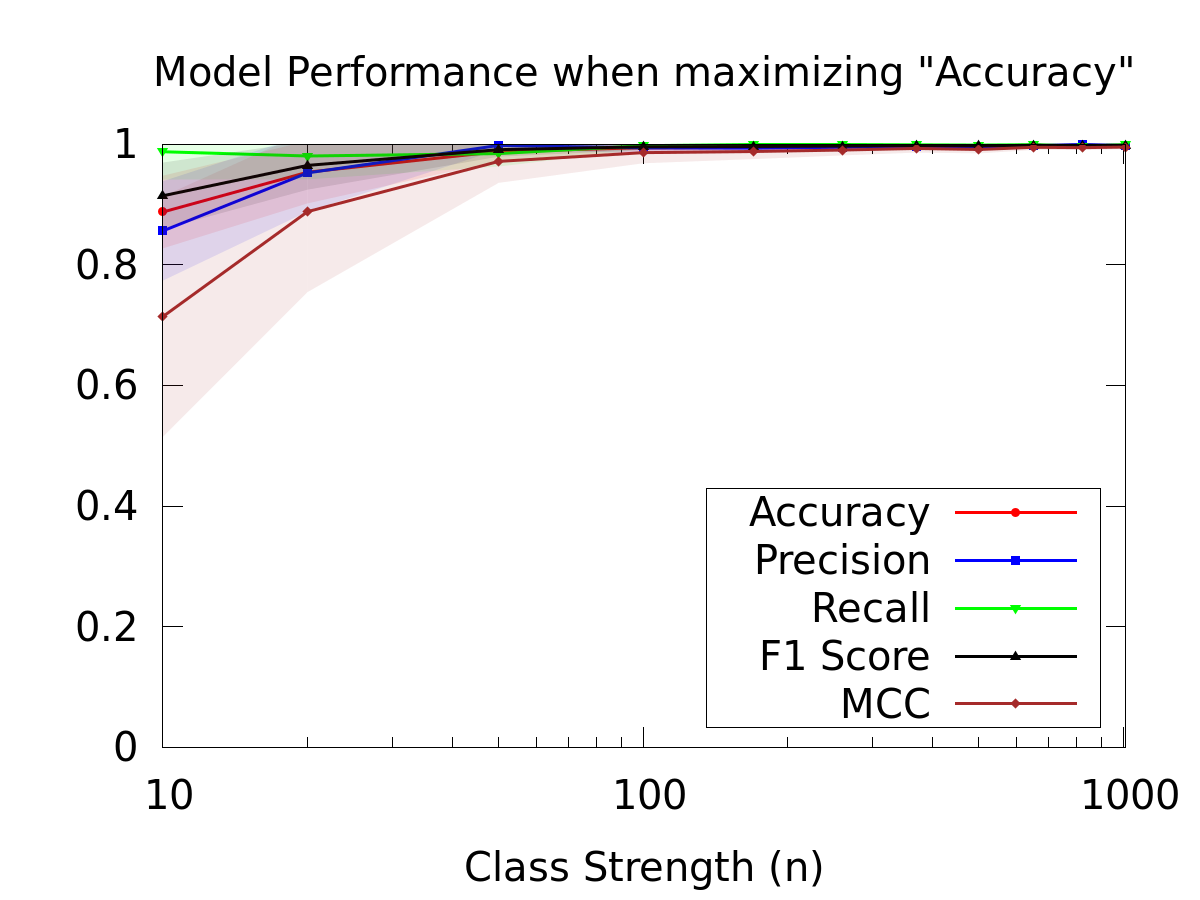 Model Performance when maximizing "Accuracy"
1
0.8
0.6
0.4
0.2
0
Accuracy
Precision
Recall
F1 Score
MCC
10 100 1000
Class Strength (n)